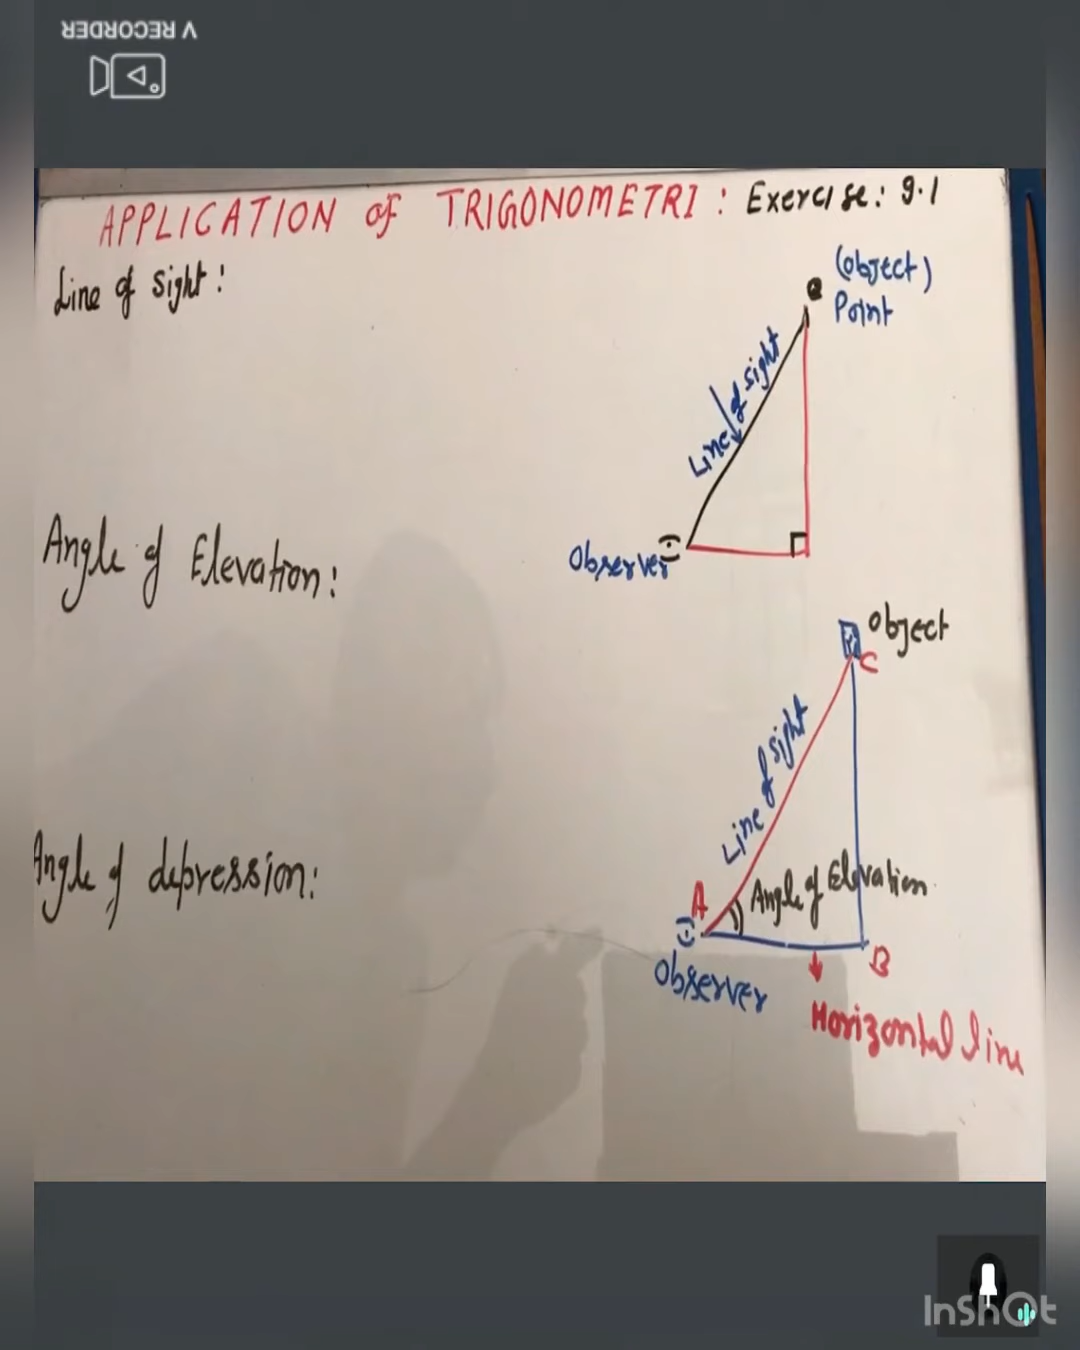 V RECORDER
APPLICATION of TRIGONOMETRI : Exercise: 9.1
Line of sight :
(object)
Point
Line of sight
Observer
Angle of Elevation :
Object
C
Line of sight
Angle of depression :
A
Angle of Elevation
B
Observer
Horizontal line
InShOt